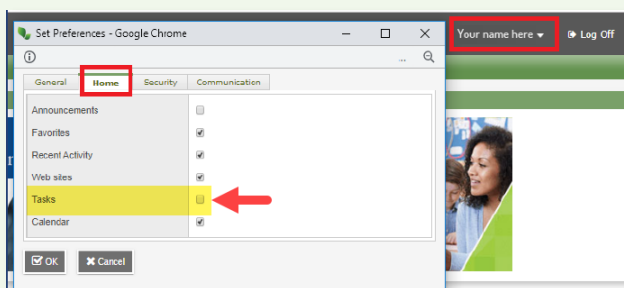 Set Preferences - Google Chrome
Your name here
Log Off
...
General Home Security Communication
Announcements
Favorites
Recent Activity
Web sites
Tasks
Calendar
OK Cancel